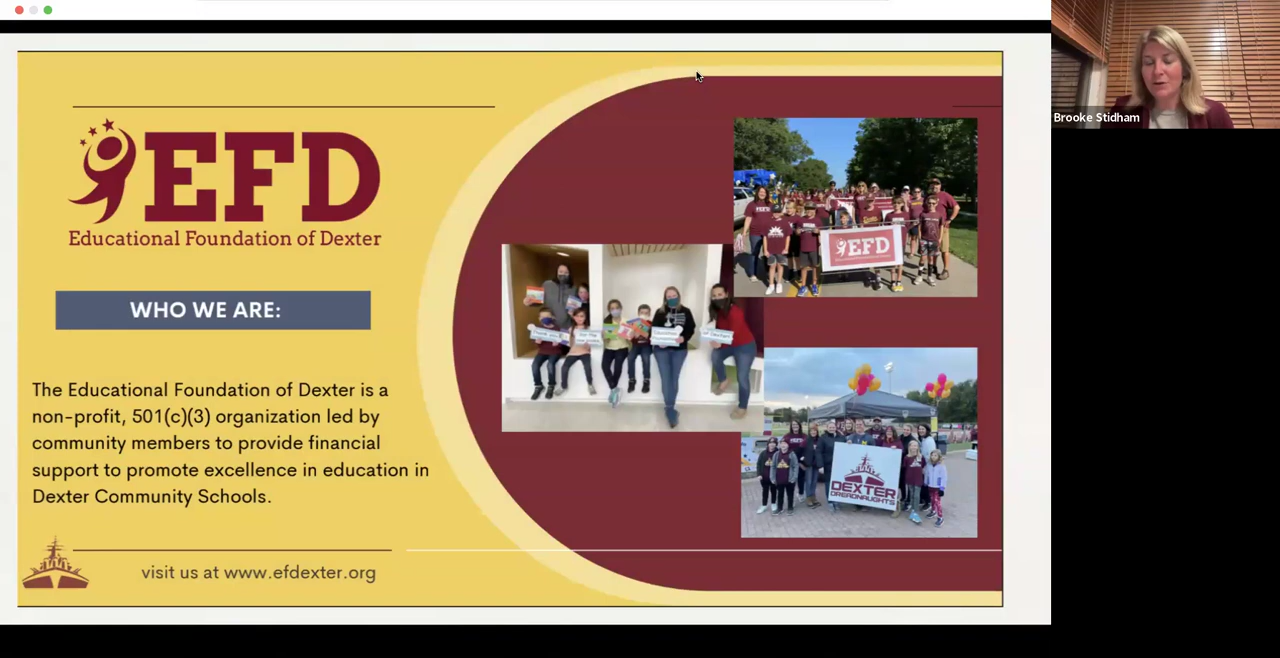 EFD
Educational Foundation of Dexter
WHO WE ARE:
The Educational Foundation of Dexter is a
non-profit, 501(c)(3) organization led by
community members to provide financial
support to promote excellence in education in
Dexter Community Schools.
visit us at www.efdexter.org
EFD
DEXTER
DREADNAUGHTS
Brooke Stidham